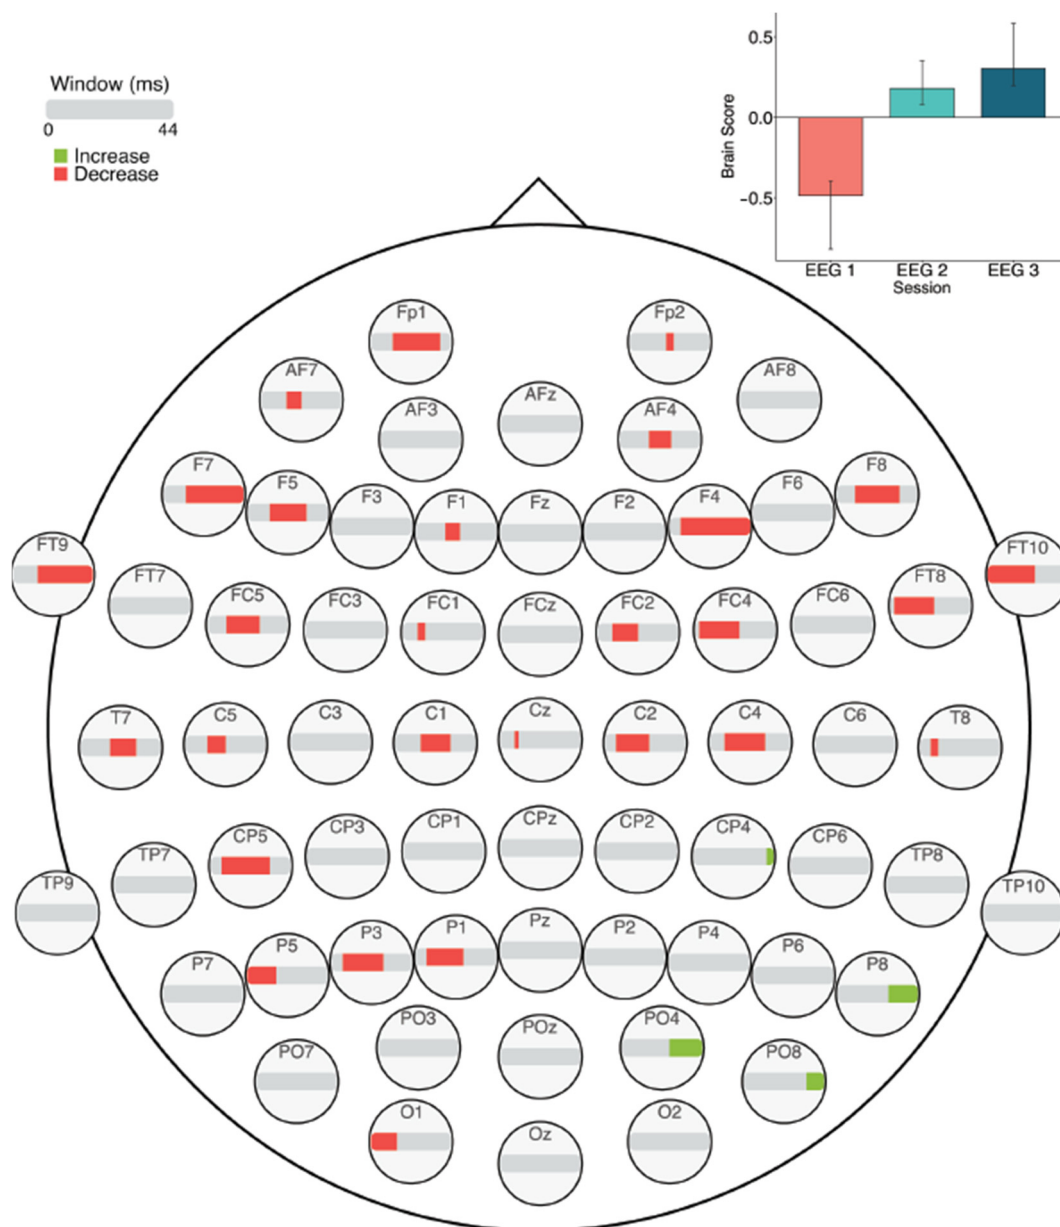 Window (ms)
0 44
Increase
Decrease
Brain Score
0.5
0.0
−0.5
EEG 1 EEG 2 EEG 3
Session
Fp1 Fp2
AF7 AF3 AFz AF4 AF8
F7 F5 F3 F1 Fz F2 F4 F6 F8
FT9 FT7 FC5 FC3 FC1 FCz FC2 FC4 FC6 FT8 FT10
T7 C5 C3 C1 Cz C2 C4 C6 T8
TP9 TP7 CP5 CP3 CP1 CPz CP2 CP4 CP6 TP8 TP10
P7 P5 P3 P1 Pz P2 P4 P6 P8
PO7 PO3 POz PO4 PO8
O1 Oz O2